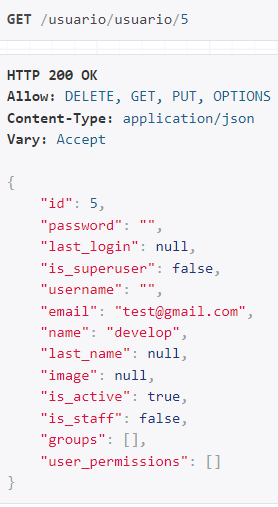 GET /usuario/usuario/5
HTTP 200 OK
Allow: DELETE, GET, PUT, OPTIONS
Content-Type: application/json
Vary: Accept
{
    "id": 5,
    "password": "",
    "last_login": null,
    "is_superuser": false,
    "username": "",
    "email": "test@gmail.com",
    "name": "develop",
    "last_name": null,
    "image": null,
    "is_active": true,
    "is_staff": false,
    "groups": [],
    "user_permissions": []
}